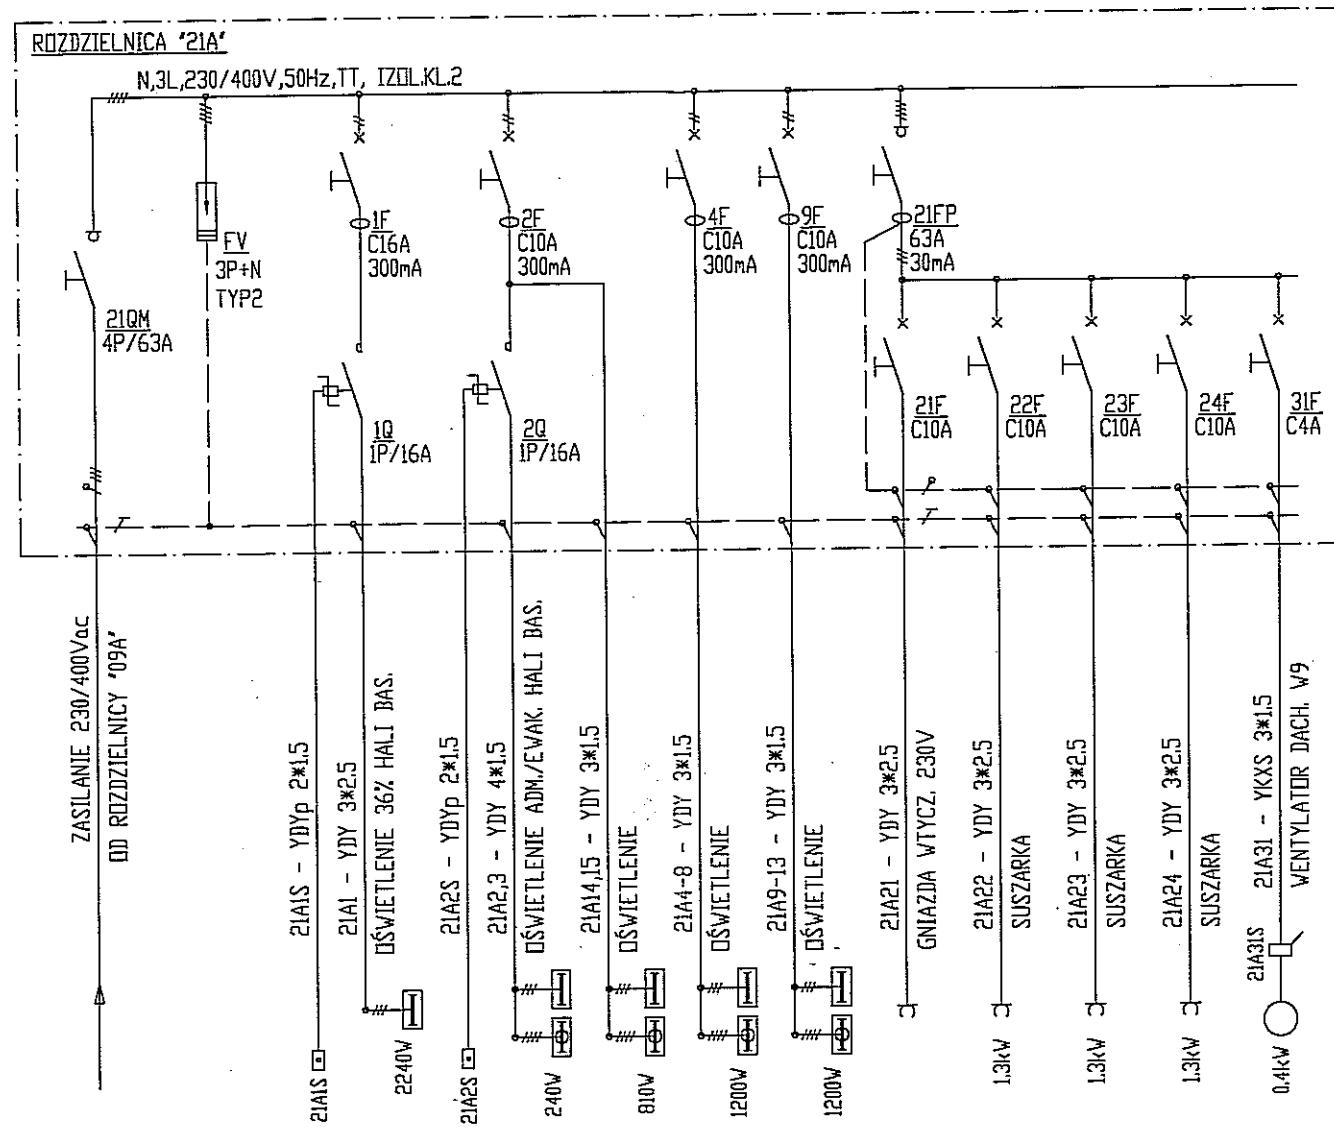 ROZDZIELNICA "21A"
N,3L,230/400V,50Hz,TT, IZOL.KL.2
21QM
4P/63A
FV
3P+N
TYP2
1F
C16A
300mA
2F
C10A
300mA
4F
C10A
300mA
9F
C10A
300mA
21FP
63A
30mA
1Q
1P/16A
2Q
1P/16A
21F
C10A
22F
C10A
23F
C10A
24F
C10A
31F
C4A
ZASILANIE 230/400Vac
OD ROZDZIELNICY "09A"
21A1S - YDYp 2*1.5
21A1 - YDY 3*2.5
OŚWIETLENIE 36% HALI BAS.
21A2S - YDYp 2*1.5
21A2,3 - YDY 4*1.5
OŚWIETLENIE ADM./EWAK. HALI BAS.
21A14,15 - YDY 3*1.5
OŚWIETLENIE
21A4-8 - YDY 3*1.5
OŚWIETLENIE
21A9-13 - YDY 3*1.5
OŚWIETLENIE
21A21 - YDY 3*2.5
GNIAZDA WTYCZ. 230V
21A22 - YDY 3*2.5
SUSZARKA
21A23 - YDY 3*2.5
SUSZARKA
21A24 - YDY 3*2.5
SUSZARKA
21A31 - YKXS 3*1.5
WENTYLATOR DACH. W9
21A31S
21A1S
2240W
21A2S
240W
810W
1200W
1200W
1.3kW
1.3kW
1.3kW
0.4kW